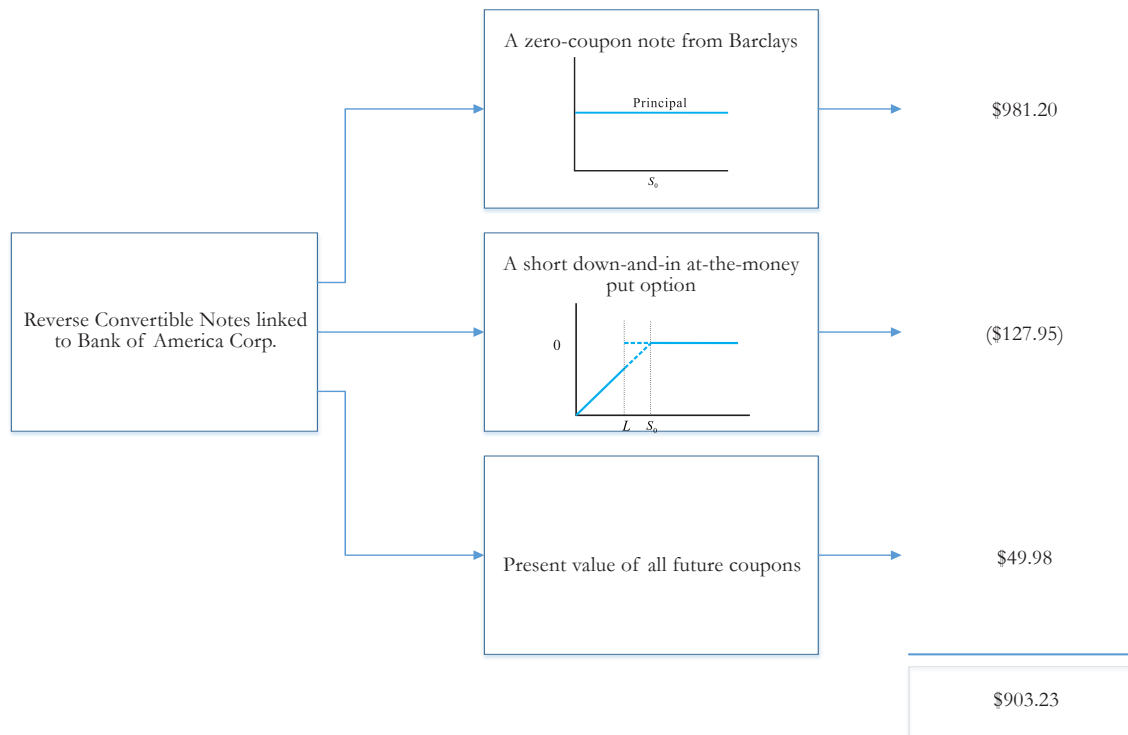 A zero-coupon note from Barclays
Principal
S₀
$981.20
Reverse Convertible Notes linked
to Bank of America Corp.
A short down-and-in at-the-money
put option
0
L S₀
($127.95)
Present value of all future coupons
$49.98
$903.23